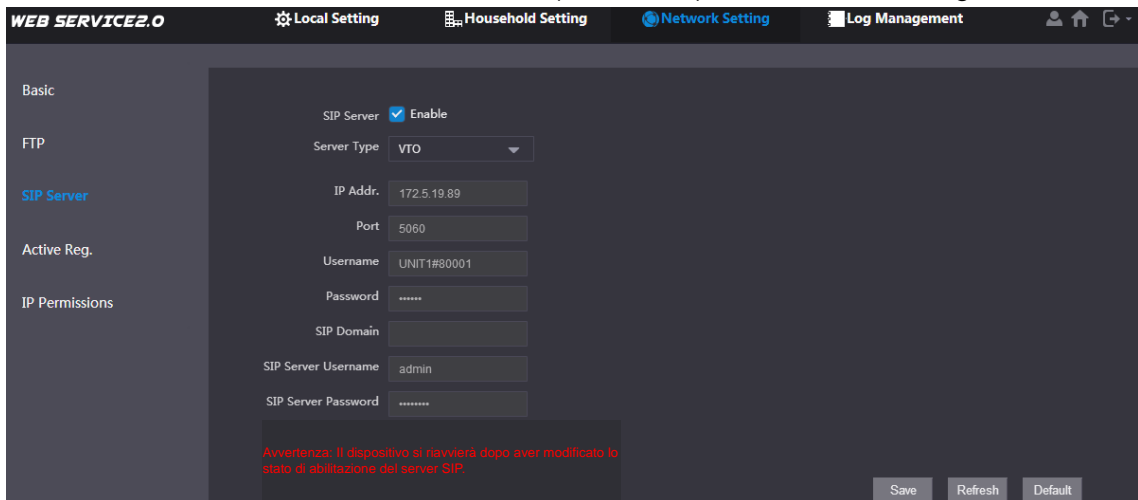 WEB SERVICE2.0 Local Setting Household Setting Network Setting Log Management
Basic
FTP
SIP Server
Active Reg.
IP Permissions
SIP Server Enable
Server Type VTO
IP Addr. 172.5.19.89
Port 5060
Username UNIT1#80001
Password ••••••
SIP Domain
SIP Server Username admin
SIP Server Password ••••••••
Avvertenza: Il dispositivo si riavvierà dopo aver modificato lo
stato di abilitazione del server SIP.
Save Refresh Default